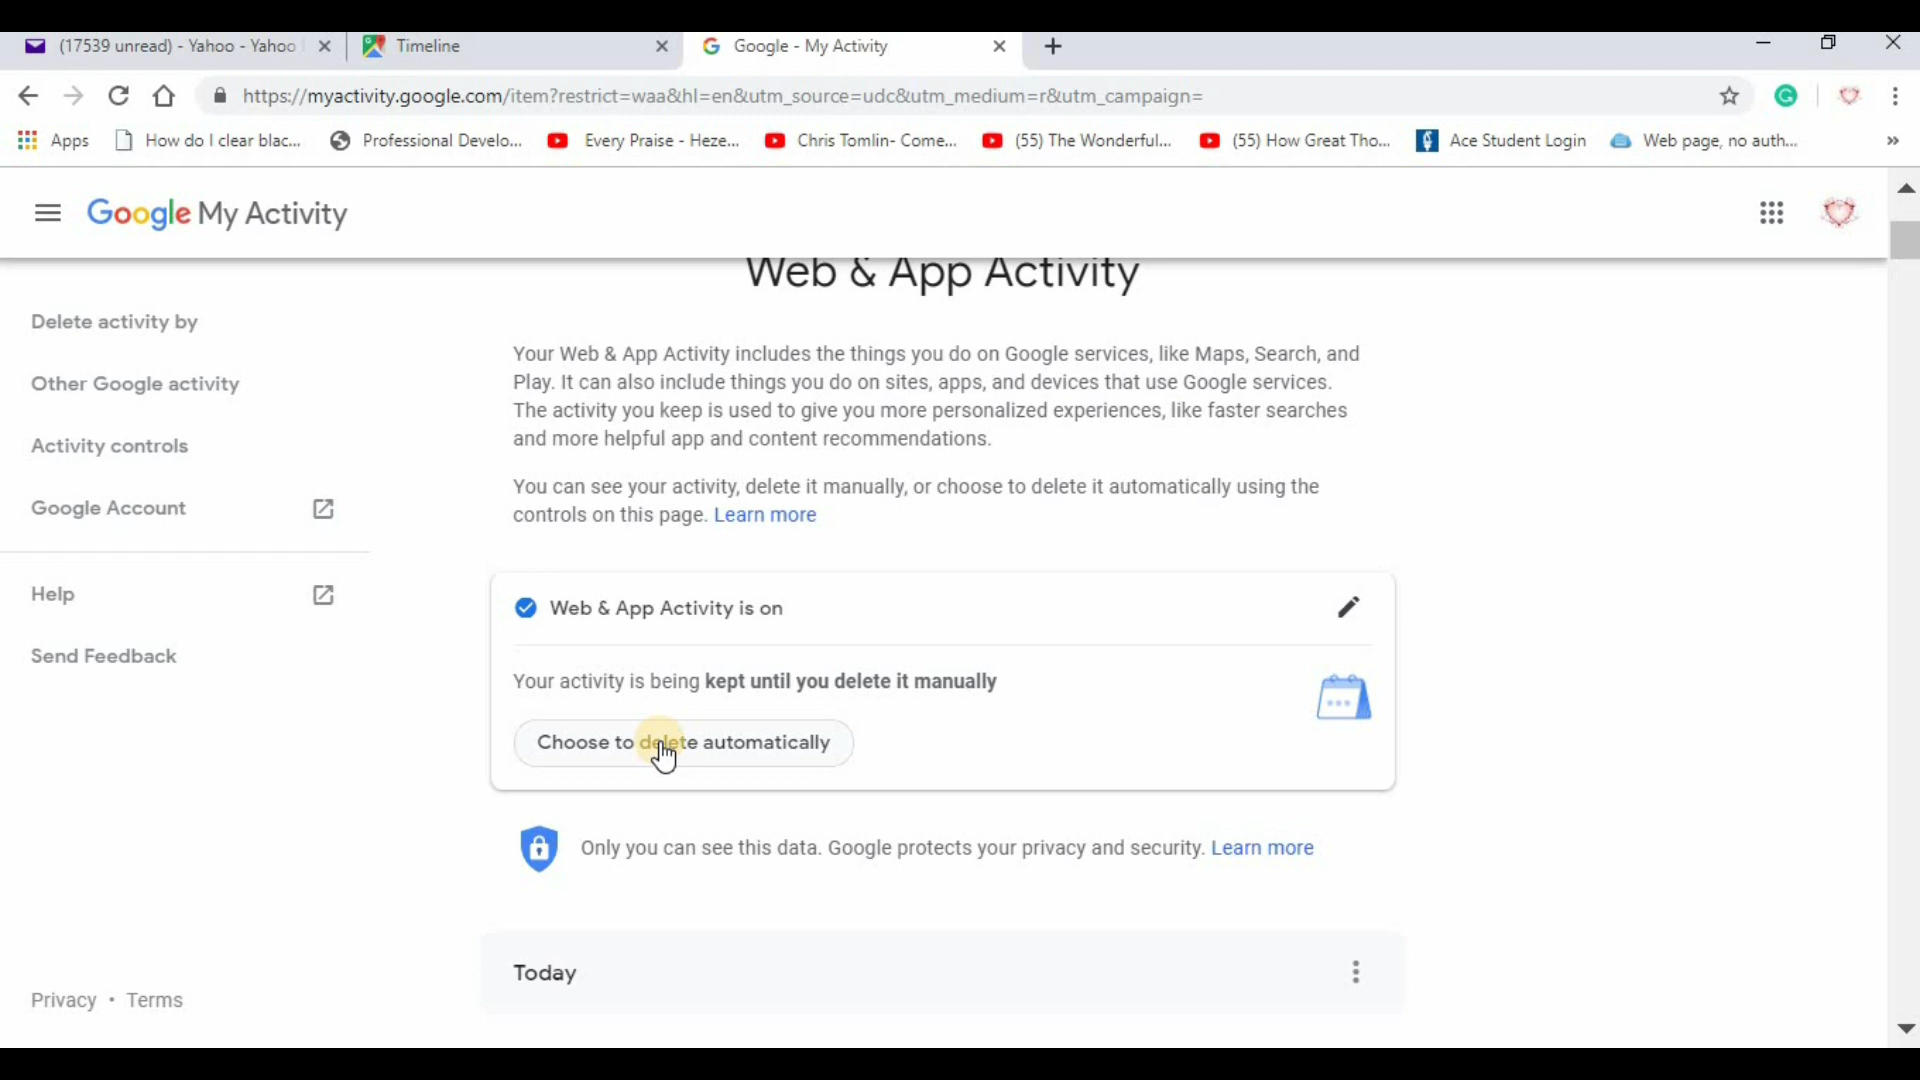 (17539 unread) - Yahoo - Yahoo
Timeline
Google - My Activity
https://myactivity.google.com/item?restrict=waa&hl=en&utm_source=udc&utm_medium=r&utm_campaign=
Apps
How do I clear blac...
Professional Develo...
Every Praise - Heze...
Chris Tomlin- Come...
(55) The Wonderful...
(55) How Great Tho...
Ace Student Login
Web page, no auth...
Google My Activity
Web & App Activity
Delete activity by
Other Google activity
Activity controls
Google Account
Help
Send Feedback
Privacy • Terms
Your Web & App Activity includes the things you do on Google services, like Maps, Search, and
Play. It can also include things you do on sites, apps, and devices that use Google services.
The activity you keep is used to give you more personalized experiences, like faster searches
and more helpful app and content recommendations.
You can see your activity, delete it manually, or choose to delete it automatically using the
controls on this page. Learn more
Web & App Activity is on
Your activity is being kept until you delete it manually
Choose to delete automatically
Only you can see this data. Google protects your privacy and security. Learn more
Today